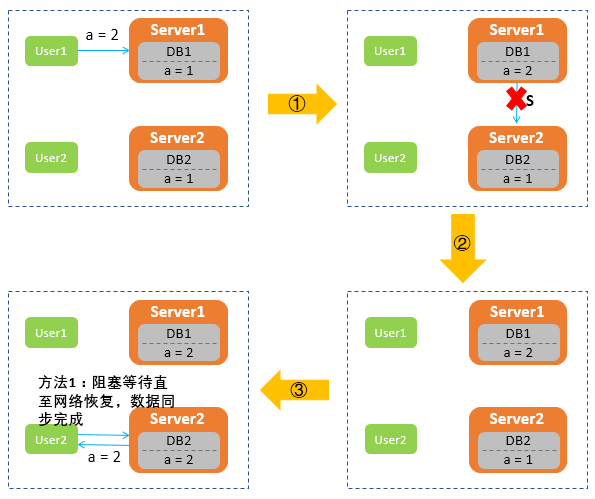 User1
a = 2
Server1
DB1
a = 1
User2
Server2
DB2
a = 1
①
User1
Server1
DB1
a = 2
S
User2
Server2
DB2
a = 1
②
User1
Server1
DB1
a = 2
User2
Server2
DB2
a = 1
③
User1
Server1
DB1
a = 2
方法1：阻塞等待直
至网络恢复，数据同
步完成
User2
a = 2
Server2
DB2
a = 2